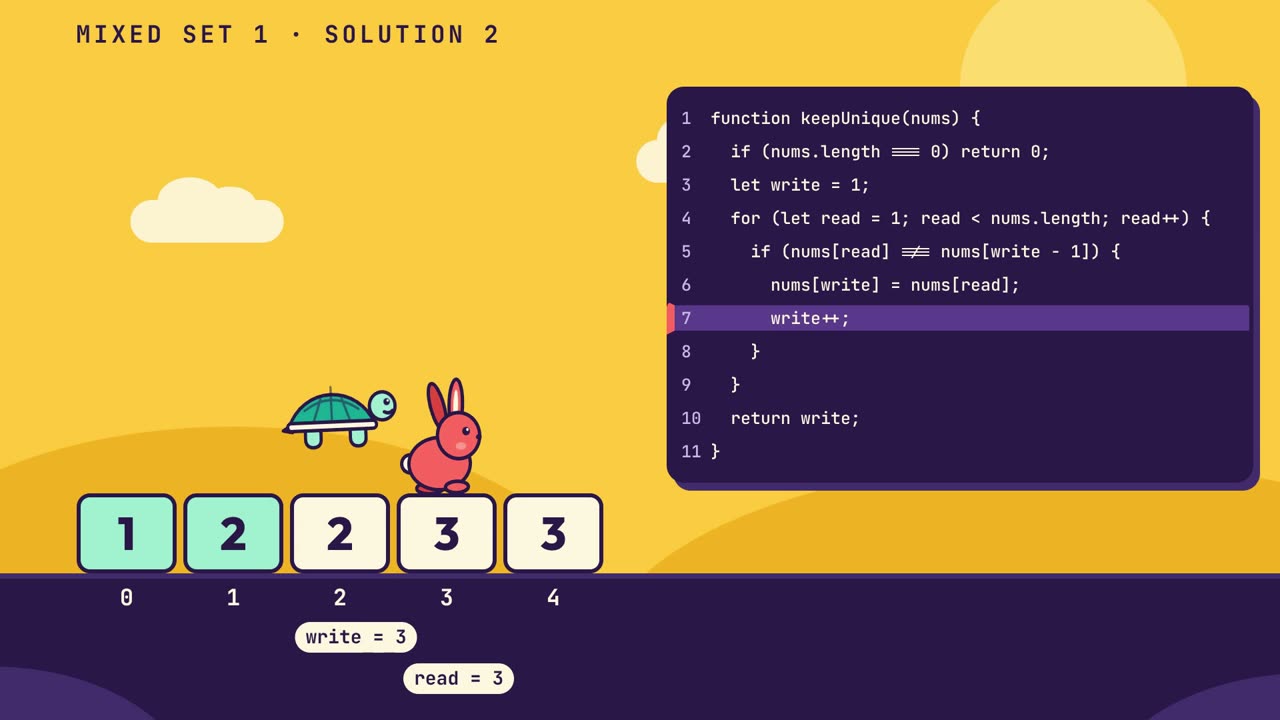 MIXED SET 1 · SOLUTION 2
1 function keepUnique(nums) {
2 if (nums.length === 0) return 0;
3 let write = 1;
4 for (let read = 1; read < nums.length; read++) {
5 if (nums[read] !== nums[write - 1]) {
6 nums[write] = nums[read];
7 write++;
8 }
9 }
10 return write;
11 }
1 2 2 3 3
0 1 2 3 4
write = 3
read = 3